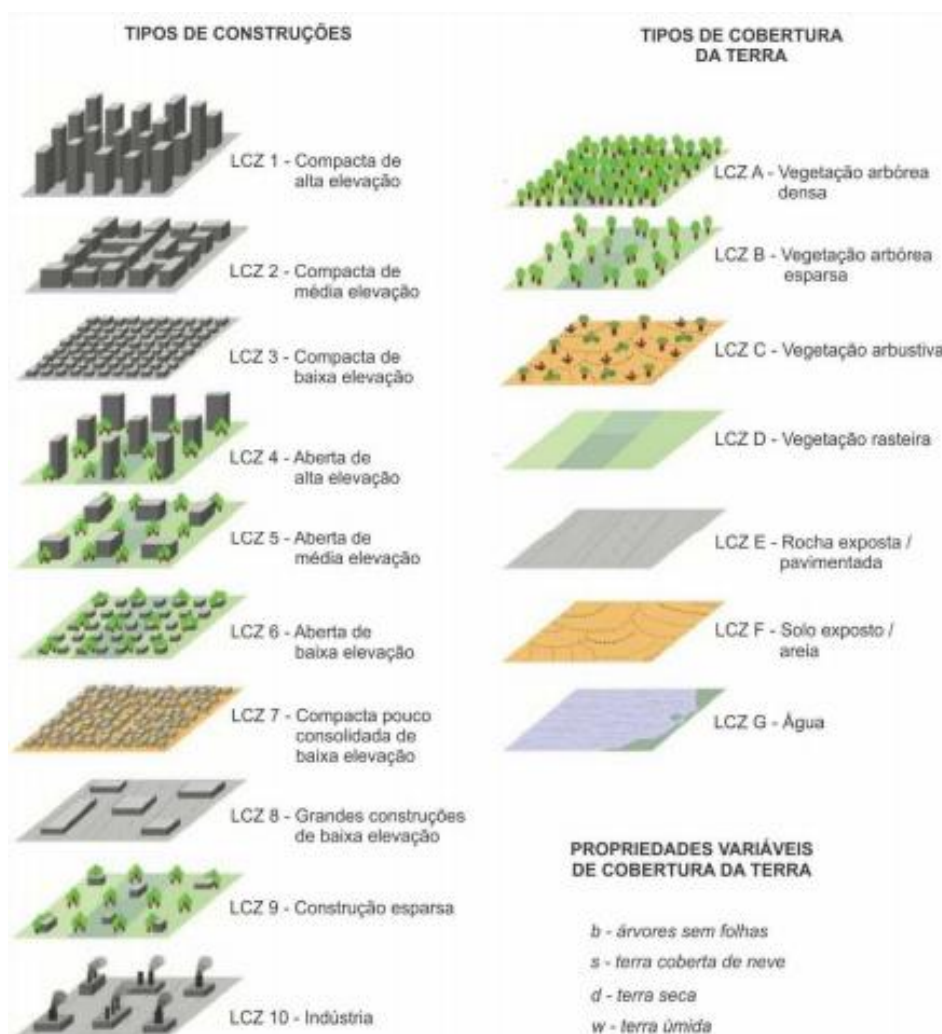 TIPOS DE CONSTRUÇÕES
LCZ 1 - Compacta de
alta elevação
LCZ 2 - Compacta de
média elevação
LCZ 3 - Compacta de
baixa elevação
LCZ 4 - Aberta de
alta elevação
LCZ 5 - Aberta de
média elevação
LCZ 6 - Aberta de
baixa elevação
LCZ 7 - Compacta pouco
consolidada de
baixa elevação
LCZ 8 - Grandes construções
de baixa elevação
LCZ 9 - Construção esparsa
LCZ 10 - Indústria
TIPOS DE COBERTURA
DA TERRA
LCZ A - Vegetação arbórea
densa
LCZ B - Vegetação arbórea
esparsa
LCZ C - Vegetação arbustiva
LCZ D - Vegetação rasteira
LCZ E - Rocha exposta /
pavimentada
LCZ F - Solo exposto /
areia
LCZ G - Água
PROPRIEDADES VARIÁVEIS
DE COBERTURA DA TERRA
b - árvores sem folhas
s - terra coberta de neve
d - terra seca
w - terra úmida